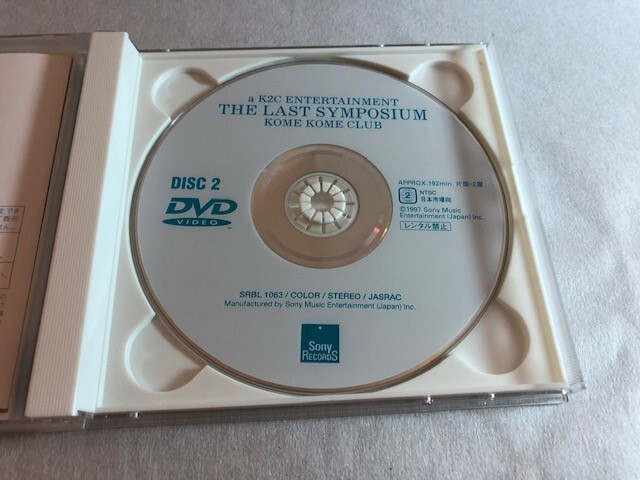 a K2C ENTERTAINMENT
THE LAST SYMPOSIUM
KOME KOME CLUB
DISC 2
DVD
VIDEO
APPROX.192min. 片面・2層
2
NTSC
日本市場向
©1997 Sony Music
Entertainment (Japan) Inc.
レンタル禁止
SRBL 1063 / COLOR / STEREO / JASRAC
Manufactured by Sony Music Entertainment (Japan) Inc.
Sony
RECORDS